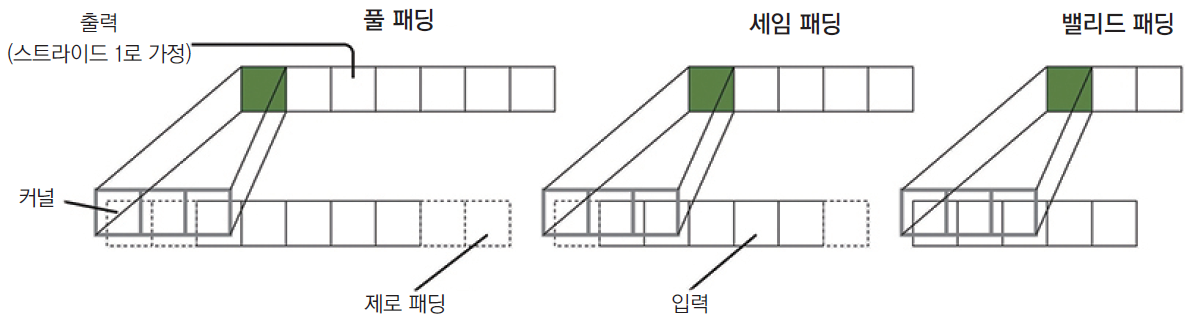 출력
(스트라이드 1로 가정)
풀 패딩
세임 패딩
밸리드 패딩
커널
제로 패딩
입력